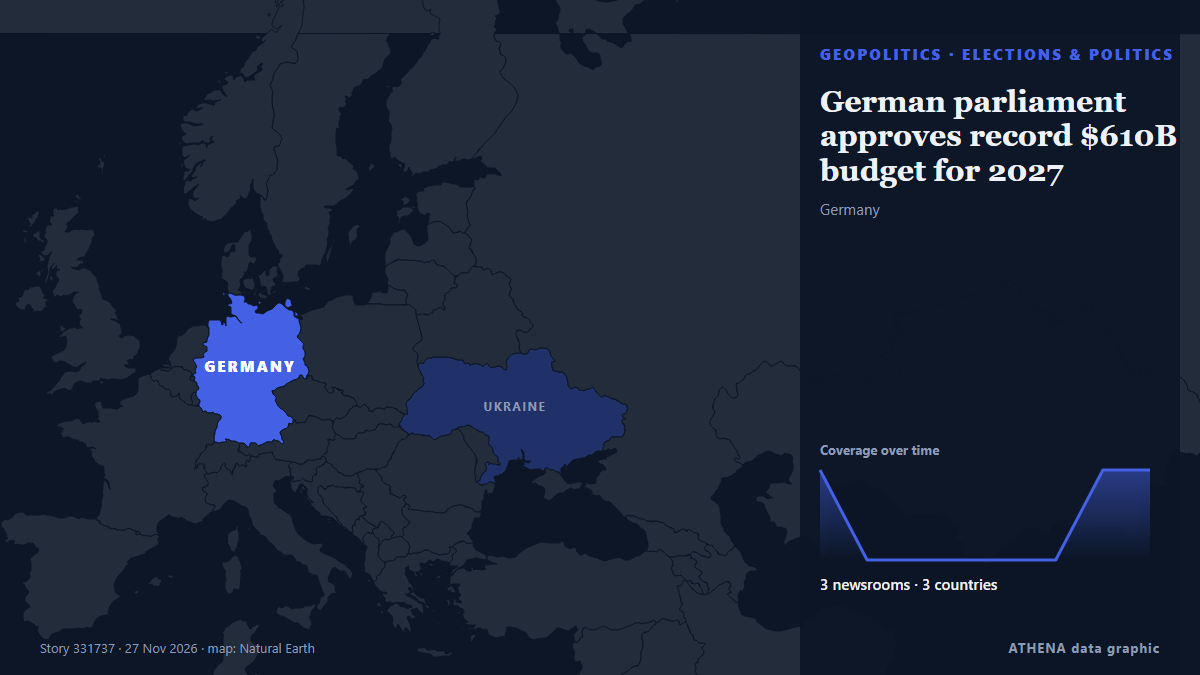 GEOPOLITICS · ELECTIONS & POLITICS
German parliament
approves record $610B
budget for 2027
Germany
GERMANY
UKRAINE
Coverage over time
3 newsrooms · 3 countries
Story 331737 · 27 Nov 2026 · map: Natural Earth
ATHENA data graphic